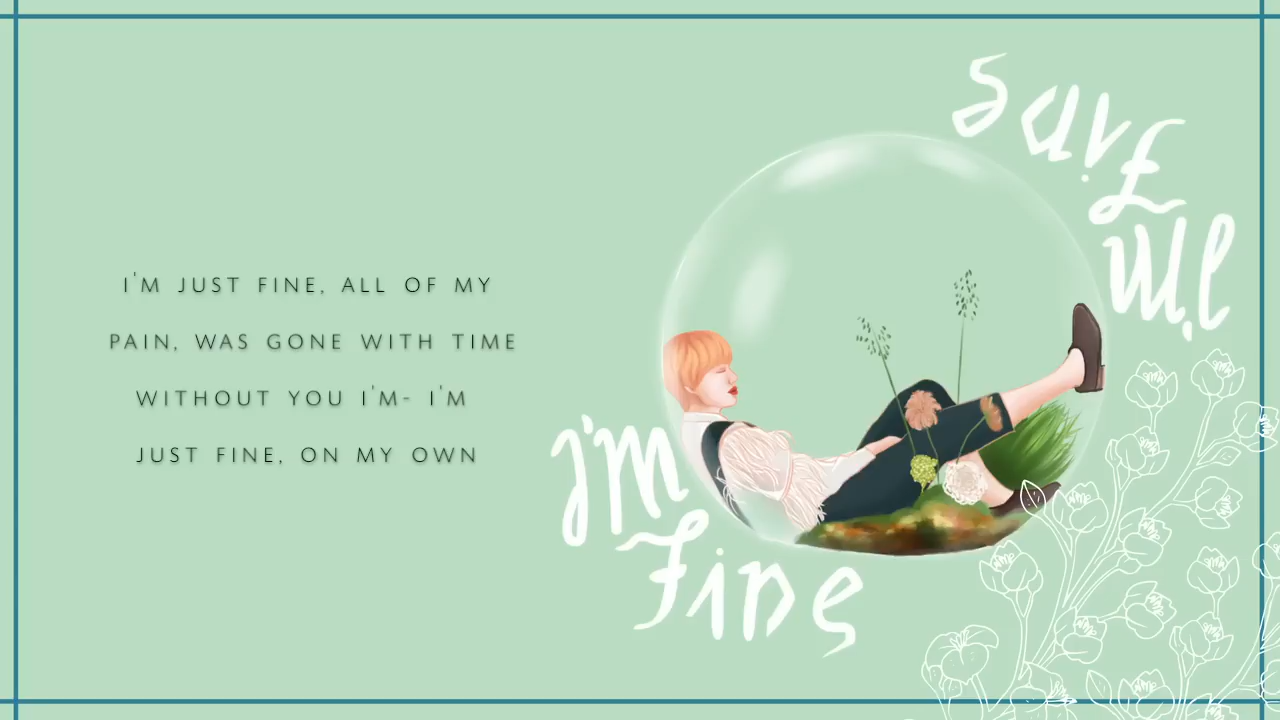 I'M JUST FINE, ALL OF MY
PAIN, WAS GONE WITH TIME
WITHOUT YOU I'M- I'M
JUST FINE, ON MY OWN
Save
Me
I'm
Fine